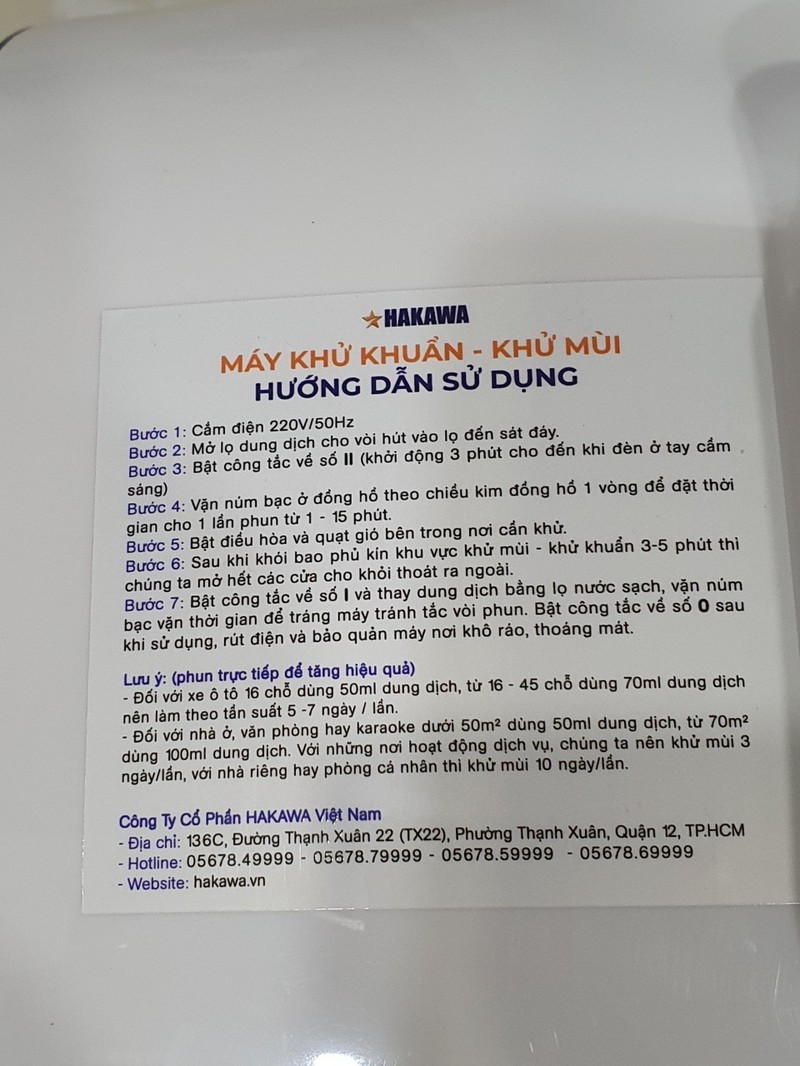 HAKAWA
MÁY KHỬ KHUẨN - KHỬ MÙI
HƯỚNG DẪN SỬ DỤNG
Bước 1: Cắm điện 220V/50Hz
Bước 2: Mở lọ dung dịch cho vòi hút vào lọ đến sát đáy.
Bước 3: Bật công tắc về số II (khởi động 3 phút cho đến khi đèn ở tay cầm
sáng)
Bước 4: Vặn núm bạc ở đồng hồ theo chiều kim đồng hồ 1 vòng để đặt thời
gian cho 1 lần phun từ 1 - 15 phút.
Bước 5: Bật điều hòa và quạt gió bên trong nơi cần khử.
Bước 6: Sau khi khói bao phủ kín khu vực khử mùi - khử khuẩn 3-5 phút thì
chúng ta mở hết các cửa cho khỏi thoát ra ngoài.
Bước 7: Bật công tắc về số I và thay dung dịch bằng lọ nước sạch, vặn núm
bạc vặn thời gian để tráng máy tránh tắc vòi phun. Bật công tắc về số 0 sau
khi sử dụng, rút điện và bảo quản máy nơi khô ráo, thoáng mát.
Lưu ý: (phun trực tiếp để tăng hiệu quả)
- Đối với xe ô tô 16 chỗ dùng 50ml dung dịch, từ 16 - 45 chỗ dùng 70ml dung dịch
nên làm theo tần suất 5 -7 ngày / lần.
- Đối với nhà ở, văn phòng hay karaoke dưới 50m² dùng 50ml dung dịch, từ 70m²
dùng 100ml dung dịch. Với những nơi hoạt động dịch vụ, chúng ta nên khử mùi 3
ngày/lần, với nhà riêng hay phòng cá nhân thì khử mùi 10 ngày/lần.
Công Ty Cổ Phần HAKAWA Việt Nam
- Địa chỉ: 136C, Đường Thạnh Xuân 22 (TX22), Phường Thạnh Xuân, Quận 12, TP.HCM
- Hotline: 05678.49999 - 05678.79999 - 05678.59999 - 05678.69999
- Website: hakawa.vn